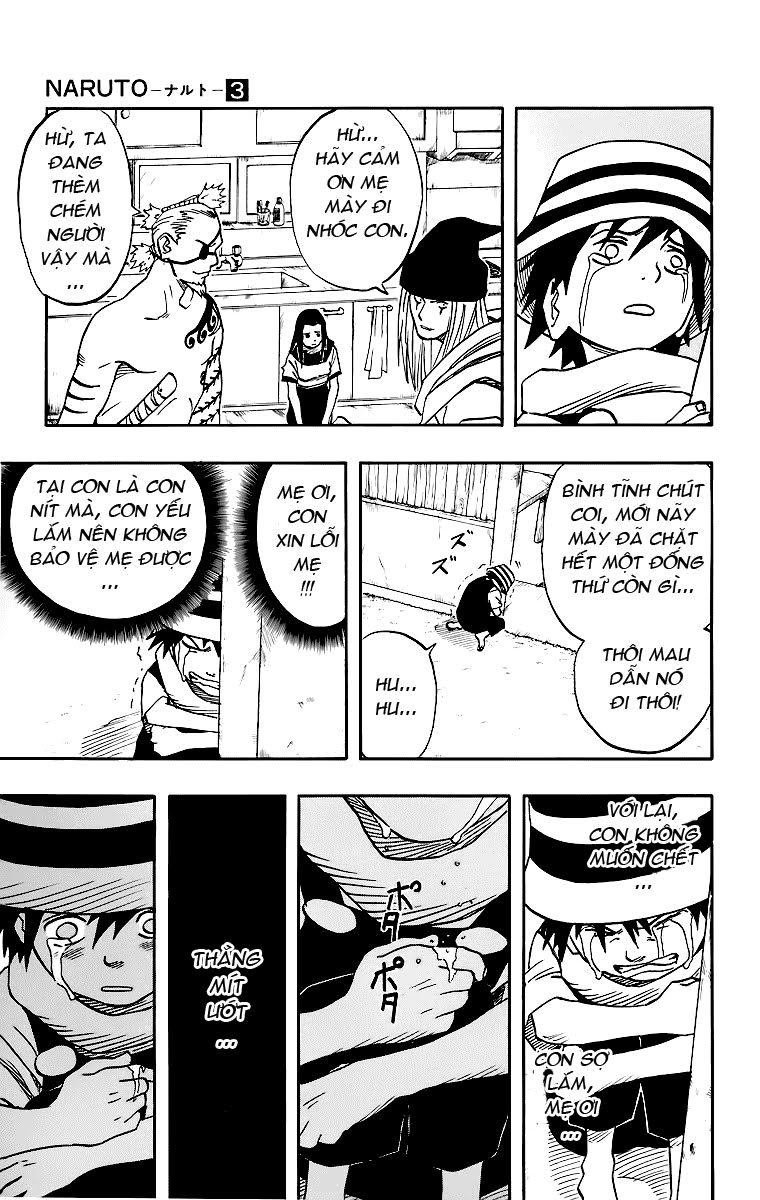 NARUTO –ナルト– 3
HỪ...
HÃY CẢM
ƠN MẸ
MÀY ĐI
NHÓC CON.
HỪ, TA
ĐANG
THÈM
CHÉM
NGƯỜI
VẬY MÀ
...
BÌNH TĨNH CHÚT
COI, MỚI NÃY
MÀY ĐÃ CHẶT
HẾT MỘT ĐỐNG
THỨ CÒN GÌ...
THÔI MAU
DẪN NÓ
ĐI THÔI!
ズズ
HU...
HU...
MẸ ƠI,
CON
XIN LỖI
MẸ
!!!
TẠI CON LÀ CON
NÍT MÀ, CON YẾU
LẮM NÊN KHÔNG
BẢO VỆ MẸ ĐƯỢC
...
VỚI LẠI,
CON KHÔNG
MUỐN CHẾT
...
CON SỢ
LẮM,
MẸ ƠI
...
ポタ
ポタ
THẰNG
MÍT
ƯỚT
...